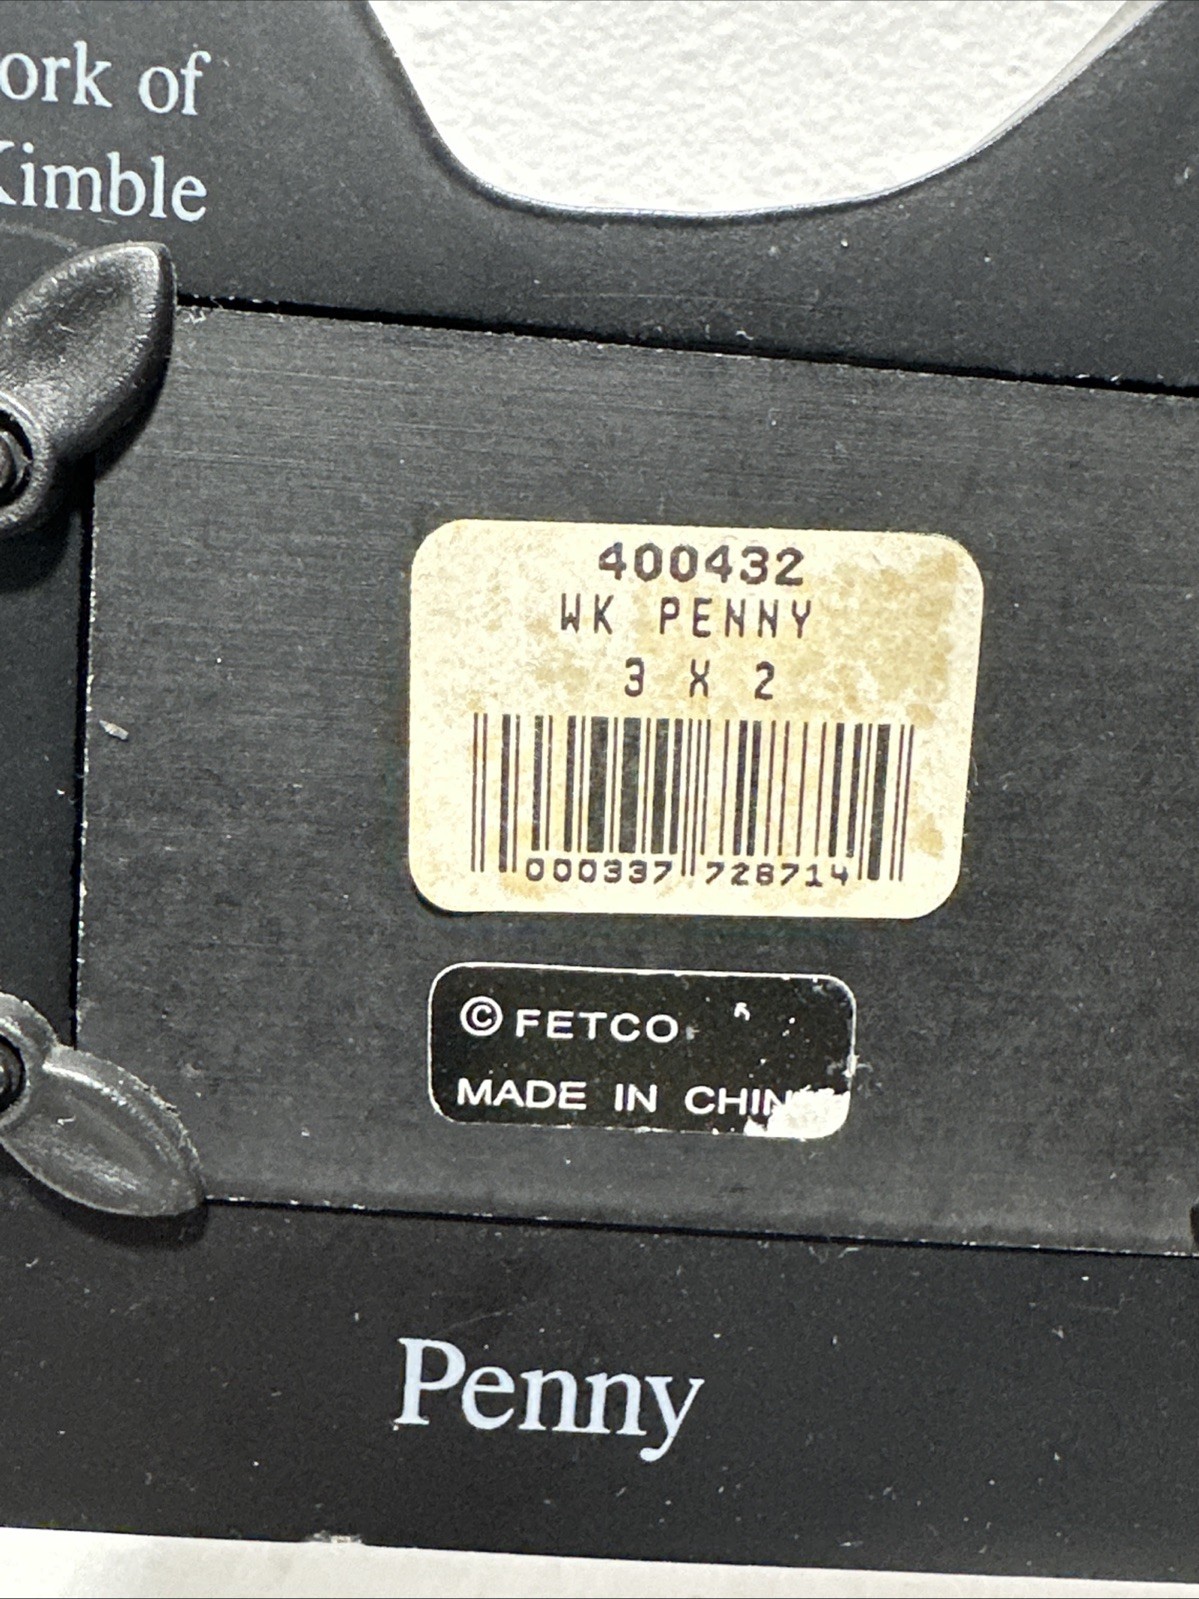 ork of
Kimble
400432
WK PENNY
3 X 2
000337 728714
© FETCO
MADE IN CHIN
Penny